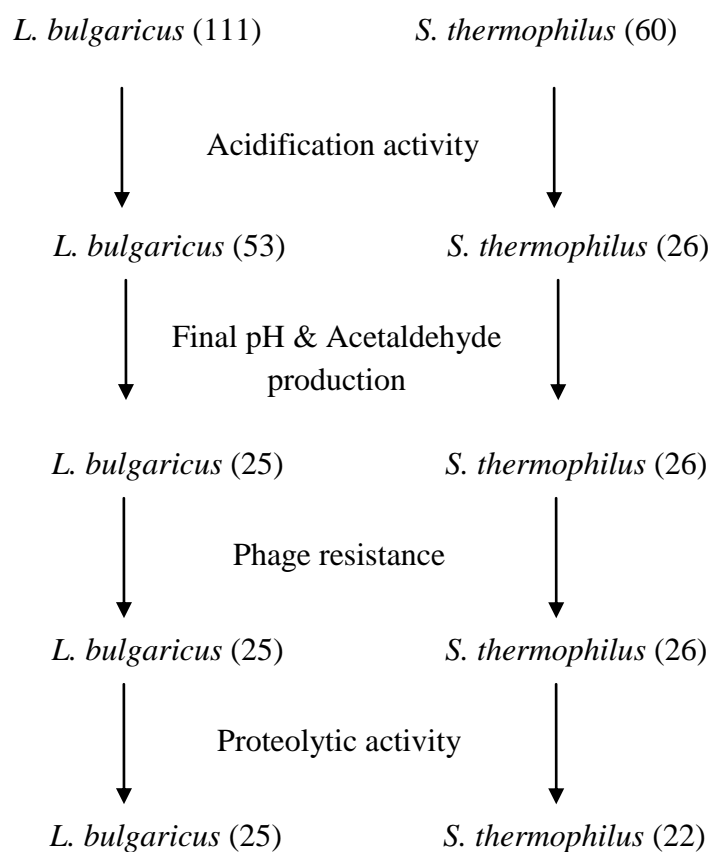 L. bulgaricus (111) S. thermophilus (60)
Acidification activity
L. bulgaricus (53) S. thermophilus (26)
Final pH & Acetaldehyde
production
L. bulgaricus (25) S. thermophilus (26)
Phage resistance
L. bulgaricus (25) S. thermophilus (26)
Proteolytic activity
L. bulgaricus (25) S. thermophilus (22)